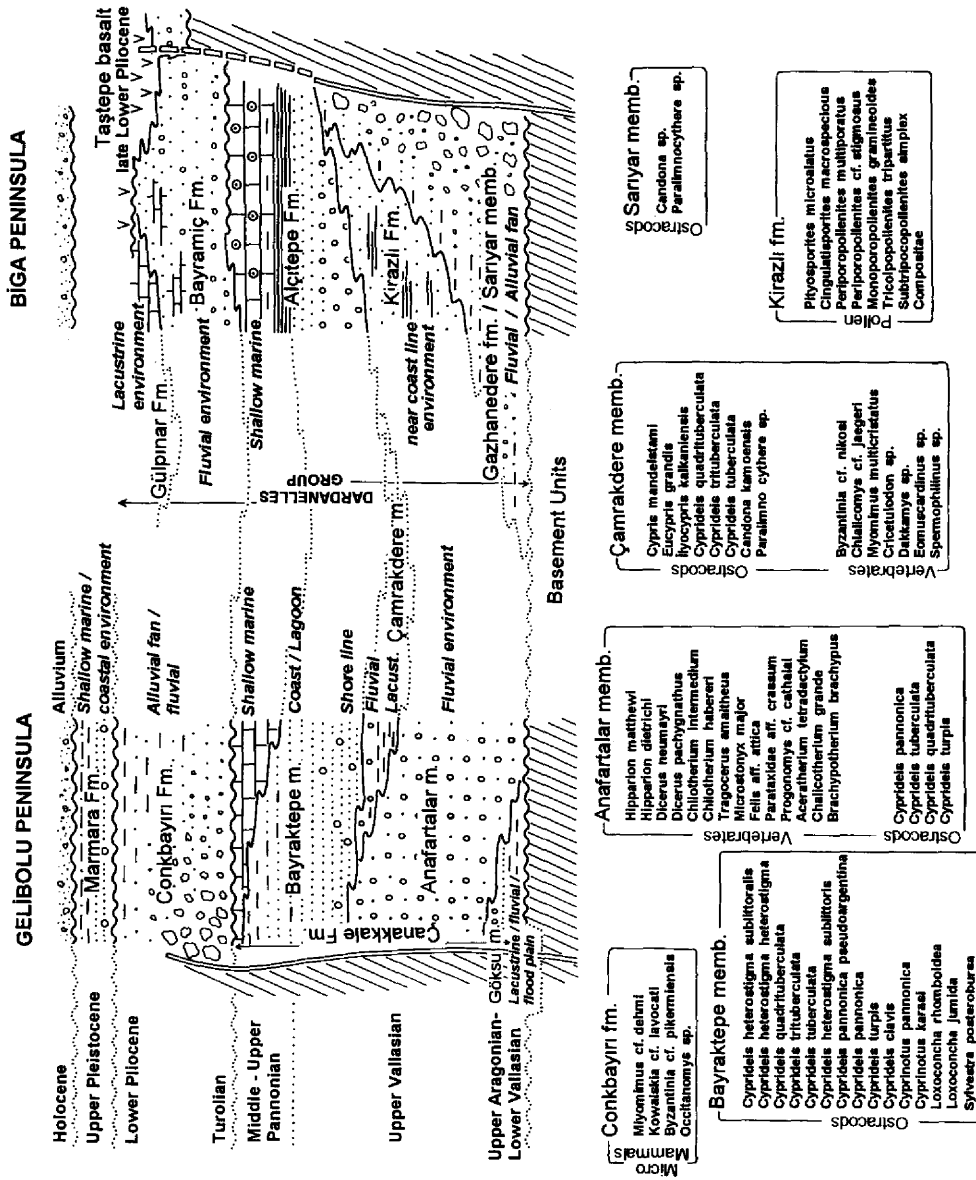 GELİBOLU PENINSULA
BİGA PENINSULA
Holocene
Upper Pleistocene
Lower Pliocene
Turolian
Middle - Upper
Pannonian
Upper Vallasian
Upper Aragonian-
Lower Vallasian
Alluvium
Marmara Fm.
Shallow marine /
coastal environment
Conkbayırı Fm.
Alluvial fan /
fluvial
Shallow marine
Bayraktepe m.
Coast / Lagoon
Shore line
Fluvial
Lacust.
Çamrakdere m.
Anafartalar m.
Fluvial environment
Çanakkale Fm
Göksu m.
Lacustrine / fluvial /
flood plain
Basement Units
DARDANELLES
GROUP
Taştepe basalt
late Lower Pliocene
Lacustrine
environment
Gülpınar Fm
Bayramiç Fm.
Fluvial environment
Shallow marine
Alçıtepe Fm.
Kirazlı Fm.
near coast line
environment
Gazhanedere fm. / Sarıyar memb.
Fluvial / Alluvial fan
Conkbayırı fm.
Micro
Mammals
Miyomimus cf. dehmi
Kowalskia cf. lavocati
Byzantinia cf. pikermiensis
Occitanomys sp.
Bayraktepe memb.
Ostracods
Cyprideis heterostigma sublittoralis
Cyprideis heterostigma heterostigma
Cyprideis quadrituberculata
Cyprideis trituberculata
Cyprideis tuberculata
Cyprideis heterostigma sublittoris
Cyprideis pannonica pseudoargentina
Cyprideis pannonica
Cyprideis turpis
Cyprideis clavis
Cyprinotus pannonica
Cyprinotus karasi
Loxoconcha rhomboidea
Loxoconcha jumida
Sylvestra posterobursa
Anafartalar memb.
Vertebrates
Hipparion matthewi
Hipparion dietrichi
Dicerus neumayri
Dicerus pachygnathus
Chilotherium intermedium
Chilotherium habereri
Tragocerus amaltheus
Microstonyx major
Felis aff. attica
Parataxidae aff. crassum
Progonomys cf. cathalai
Aceratherium tetradactylum
Chalicotherium grande
Brachypotherium brachypus
Ostracods
Cyprideis pannonica
Cyprideis tuberculata
Cyprideis quadrituberculata
Cyprideis turpis
Çamrakdere memb.
Ostracods
Cypris mandelstami
Eucypris grandis
İlyocypris kalkaniensis
Cyprideis quadrituberculata
Cyprideis trituberculata
Cyprideis tuberculata
Candona kamoensis
Paralimno cythere sp.
Vertebrates
Byzantinia cf. nikosi
Chialicomys cf. jaegeri
Myomimus multicristatus
Cricetulodon sp.
Dakkamys sp.
Eomuscardinus sp.
Spermophilinus sp.
Sarıyar memb.
Ostracods
Candona sp.
Paralimnocythere sp.
Kirazlı fm.
Pollen
Pityosporites microalatus
Cingulatisporites macrospecious
Periporopollenites multiporatus
Periporopollenites cf. stigmosus
Monoporopollenites gramineoides
Tricolpopollenites tripartitus
Subtripocopollenites simplex
Compositae